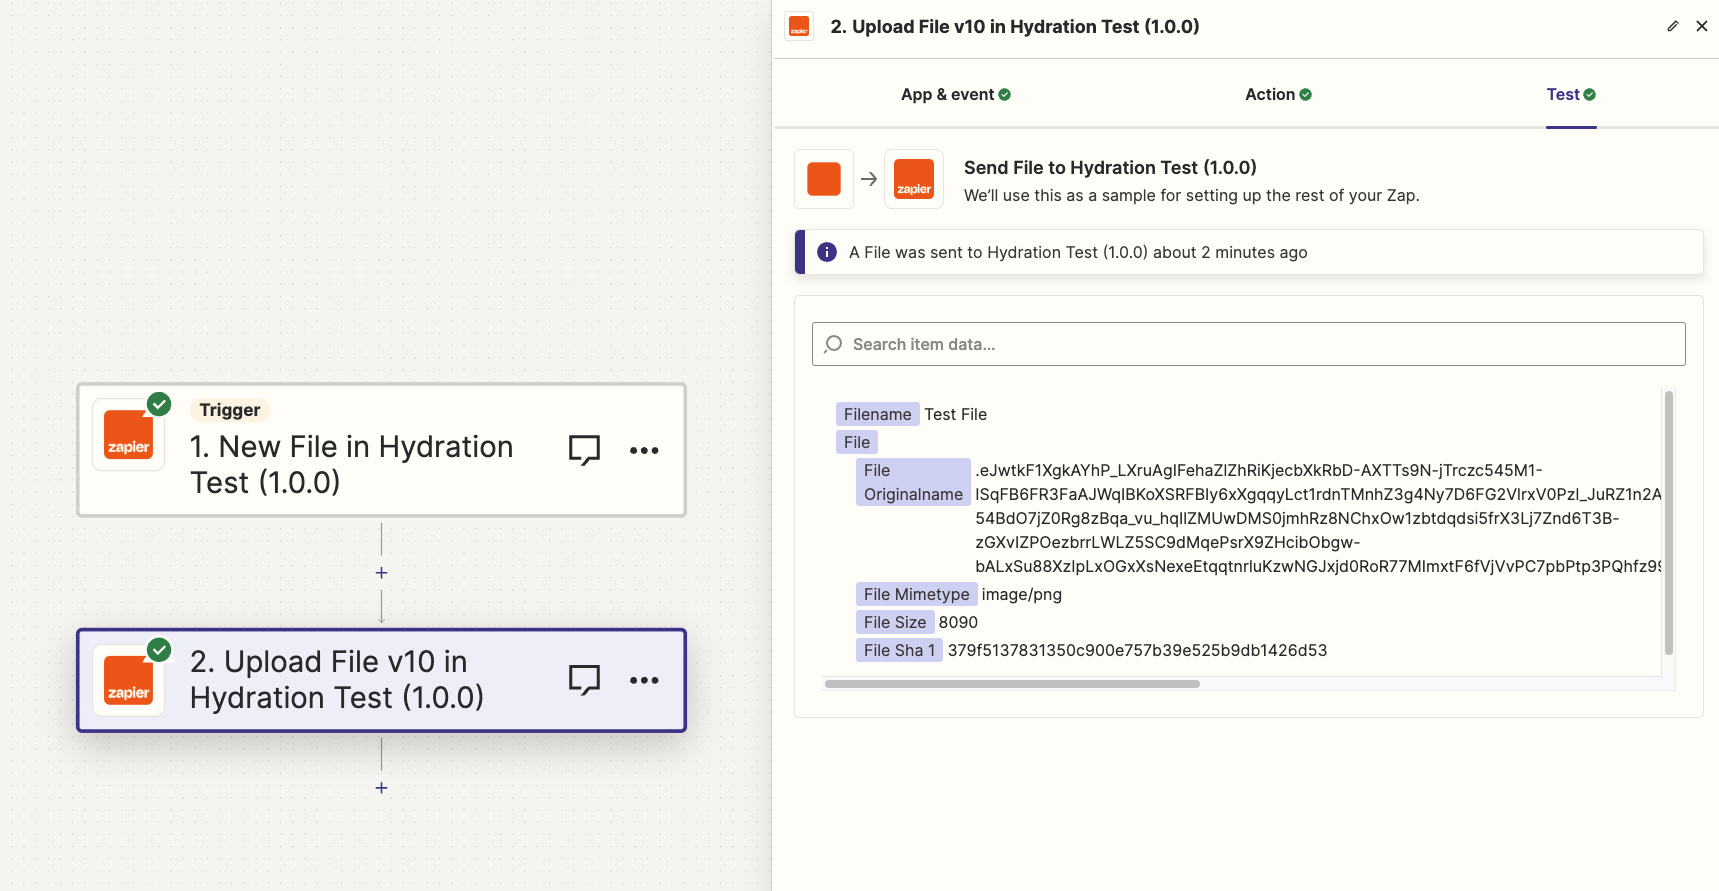 zapier
Trigger
1. New File in Hydration
Test (1.0.0)
zapier
2. Upload File v10 in
Hydration Test (1.0.0)
zapier
2. Upload File v10 in Hydration Test (1.0.0)
App & event
Action
Test
zapier
Send File to Hydration Test (1.0.0)
We’ll use this as a sample for setting up the rest of your Zap.
A File was sent to Hydration Test (1.0.0) about 2 minutes ago
Search item data...
Filename Test File
File
File .eJwtkF1XgkAYhP_LXruAgIFehaZlZhRiKjecbXkRbD-AXTTs9N-jTrczc545M1-
Originalname ISqFB6FR3FaAJWqIBKoXSRFBIy6xXgqqyLct1rdnTMnhZ3g4Ny7D6FG2VlrxV0Pzl_JuRZ1n2A
54BdO7jZ0Rg8zBqa_vu_hqIlZMUwDMS0jmhRz8NChxOw1zbtdqdsi5frX3Lj7Znd6T3B-
zGXvIZPOezbrrLWLZ5SC9dMqePsrX9ZHcibObgw-
bALxSu88XzIpLxOGxXsNexeEtqqtnrluKzwNGJxjd0RoR77MImxtF6fVjVvPC7pbPtp3PQhfz99
File Mimetype image/png
File Size 8090
File Sha 1 379f5137831350c900e757b39e525b9db1426d53